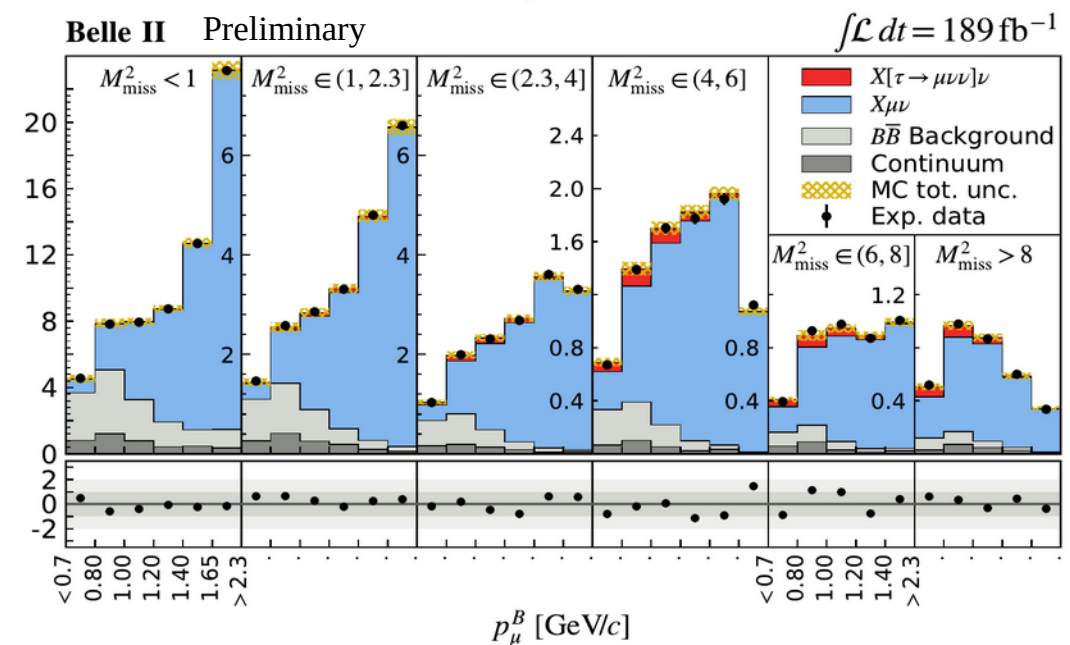 Belle II Preliminary ∫ℒ dt = 189 fb⁻¹
M²miss < 1 M²miss ∈ (1, 2.3] M²miss ∈ (2.3, 4] M²miss ∈ (4, 6]
X[τ → μνν]ν
Xμν
BB̅ Background
Continuum
MC tot. unc.
Exp. data
M²miss ∈ (6, 8] M²miss > 8
20
16
12
8
4
0
6
4
2
6
4
2
2.4
2.0
1.6
0.8
0.4
0.8
0.4
1.2
0.4
2
0
-2
<0.7 0.80 1.00 1.20 1.40 1.65 >2.3 <0.7 0.80 1.00 1.20 1.40 >2.3
pᴮμ [GeV/c]